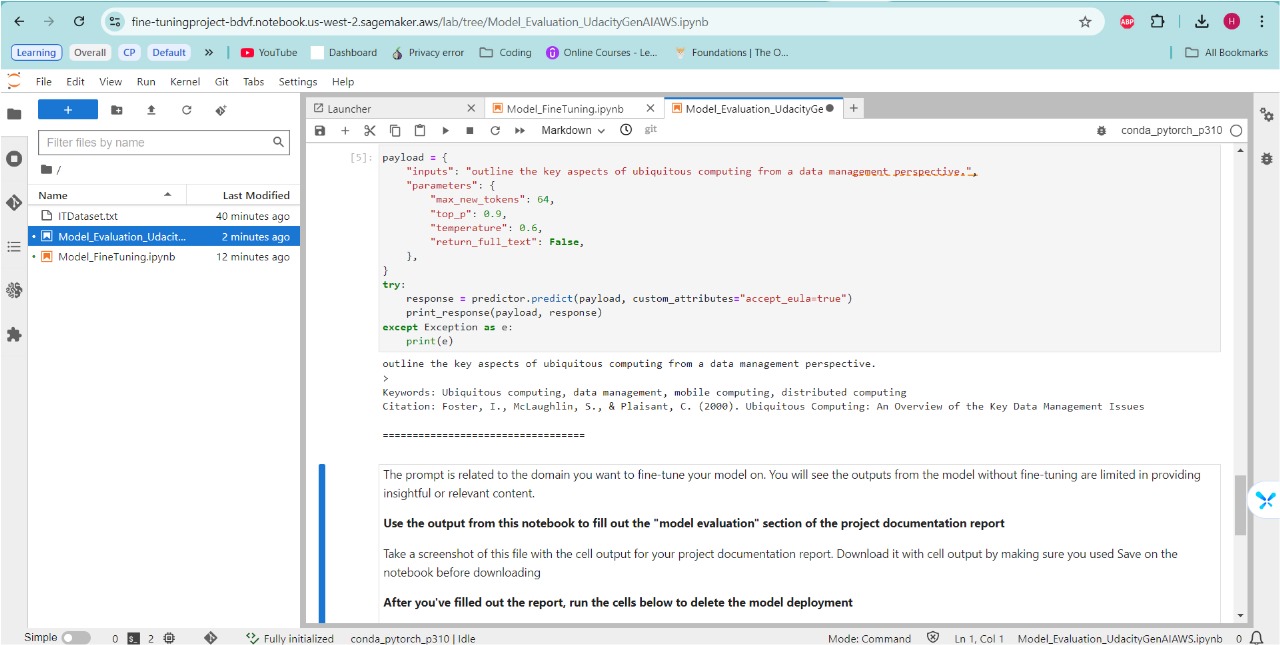 fine-tuningproject-bdvf.notebook.us-west-2.sagemaker.aws/lab/tree/Model_Evaluation_UdacityGenAIAWS.ipynb
ABP
H
Learning Overall CP Default » YouTube Dashboard Privacy error Coding Online Courses - Le... Foundations | The O... All Bookmarks
File Edit View Run Kernel Git Tabs Settings Help
+
Launcher Model_FineTuning.ipynb Model_Evaluation_UdacityGe
Markdown git conda_pytorch_p310
Filter files by name
/
Name Last Modified
ITDataset.txt 40 minutes ago
Model_Evaluation_Udacit... 2 minutes ago
Model_FineTuning.ipynb 12 minutes ago
[5]: payload = {
"inputs": "outline the key aspects of ubiquitous computing from a data management perspective.",
"parameters": {
"max_new_tokens": 64,
"top_p": 0.9,
"temperature": 0.6,
"return_full_text": False,
},
}
try:
response = predictor.predict(payload, custom_attributes="accept_eula=true")
print_response(payload, response)
except Exception as e:
print(e)
outline the key aspects of ubiquitous computing from a data management perspective.
>
Keywords: Ubiquitous computing, data management, mobile computing, distributed computing
Citation: Foster, I., McLaughlin, S., & Plaisant, C. (2000). Ubiquitous Computing: An Overview of the Key Data Management Issues
==================================
The prompt is related to the domain you want to fine-tune your model on. You will see the outputs from the model without fine-tuning are limited in providing
insightful or relevant content.
Use the output from this notebook to fill out the "model evaluation" section of the project documentation report
Take a screenshot of this file with the cell output for your project documentation report. Download it with cell output by making sure you used Save on the
notebook before downloading
After you've filled out the report, run the cells below to delete the model deployment
Simple 0 2 Fully initialized conda_pytorch_p310 | Idle Mode: Command Ln 1, Col 1 Model_Evaluation_UdacityGenAIAWS.ipynb 0